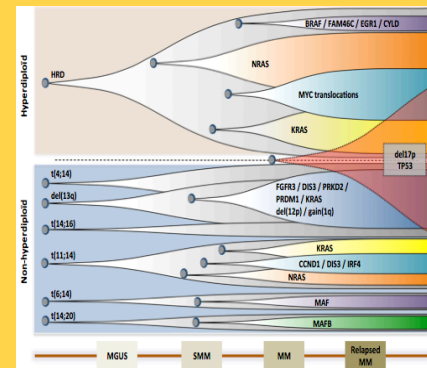 Hyperdiploid
HRD
BRAF / FAM46C / EGR1 / CYLD
NRAS
MYC translocations
KRAS
del17p
TP53
Non-hyperdiploid
t(4;14)
del(13q)
t(14;16)
t(11;14)
t(6;14)
t(14;20)
FGFR3 / DIS3 / PRKD2 /
PRDM1 / KRAS
del(12p) / gain(1q)
KRAS
CCND1 / DIS3 / IRF4
NRAS
MAF
MAFB
MGUS
SMM
MM
Relapsed
MM